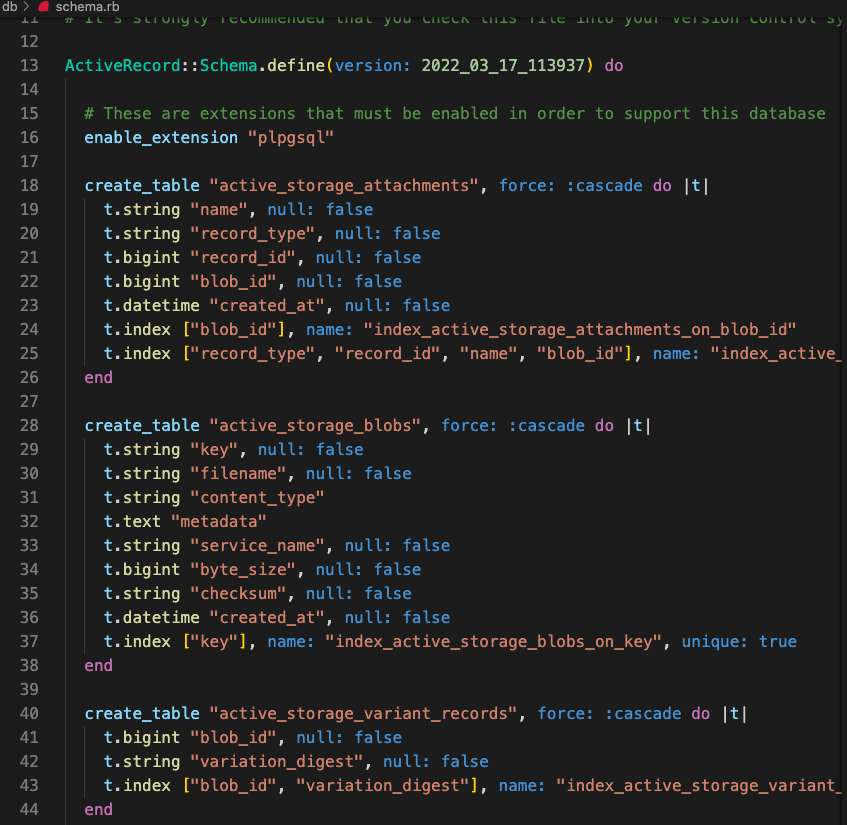 db > schema.rb
11 # It's strongly recommended that you check this file into your version control sy
12
13 ActiveRecord::Schema.define(version: 2022_03_17_113937) do
14
15 # These are extensions that must be enabled in order to support this database
16 enable_extension "plpgsql"
17
18 create_table "active_storage_attachments", force: :cascade do |t|
19 t.string "name", null: false
20 t.string "record_type", null: false
21 t.bigint "record_id", null: false
22 t.bigint "blob_id", null: false
23 t.datetime "created_at", null: false
24 t.index ["blob_id"], name: "index_active_storage_attachments_on_blob_id"
25 t.index ["record_type", "record_id", "name", "blob_id"], name: "index_active_
26 end
27
28 create_table "active_storage_blobs", force: :cascade do |t|
29 t.string "key", null: false
30 t.string "filename", null: false
31 t.string "content_type"
32 t.text "metadata"
33 t.string "service_name", null: false
34 t.bigint "byte_size", null: false
35 t.string "checksum", null: false
36 t.datetime "created_at", null: false
37 t.index ["key"], name: "index_active_storage_blobs_on_key", unique: true
38 end
39
40 create_table "active_storage_variant_records", force: :cascade do |t|
41 t.bigint "blob_id", null: false
42 t.string "variation_digest", null: false
43 t.index ["blob_id", "variation_digest"], name: "index_active_storage_variant_
44 end